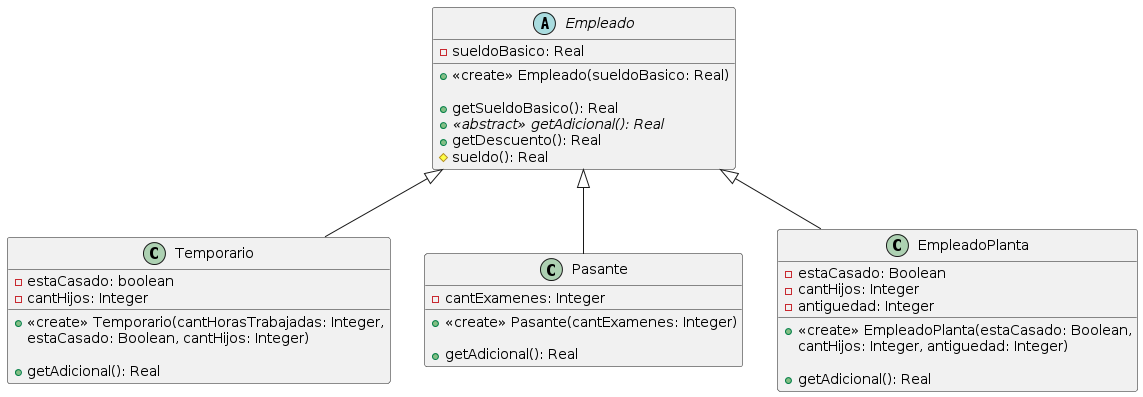 A Empleado
sueldoBasico: Real
«create» Empleado(sueldoBasico: Real)
getSueldoBasico(): Real
«abstract» getAdicional(): Real
getDescuento(): Real
sueldo(): Real
C Temporario
estaCasado: boolean
cantHijos: Integer
«create» Temporario(cantHorasTrabajadas: Integer,
estaCasado: Boolean, cantHijos: Integer)
getAdicional(): Real
C Pasante
cantExamenes: Integer
«create» Pasante(cantExamenes: Integer)
getAdicional(): Real
C EmpleadoPlanta
estaCasado: Boolean
cantHijos: Integer
antiguedad: Integer
«create» EmpleadoPlanta(estaCasado: Boolean,
cantHijos: Integer, antiguedad: Integer)
getAdicional(): Real